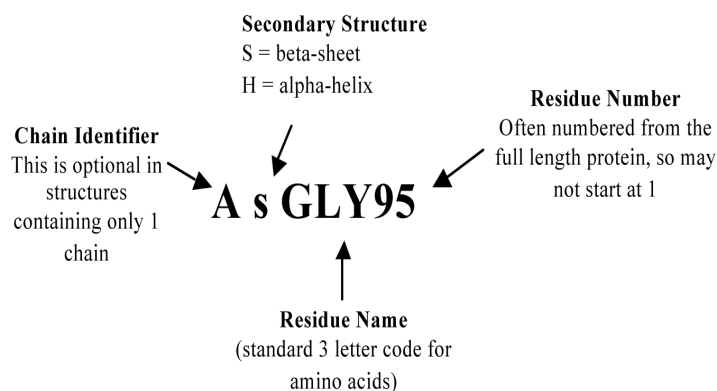 Secondary Structure
S = beta-sheet
H = alpha-helix
Residue Number
Often numbered from the
full length protein, so may
not start at 1
Chain Identifier
This is optional in
structures
containing only 1
chain
A s GLY95
Residue Name
(standard 3 letter code for
amino acids)